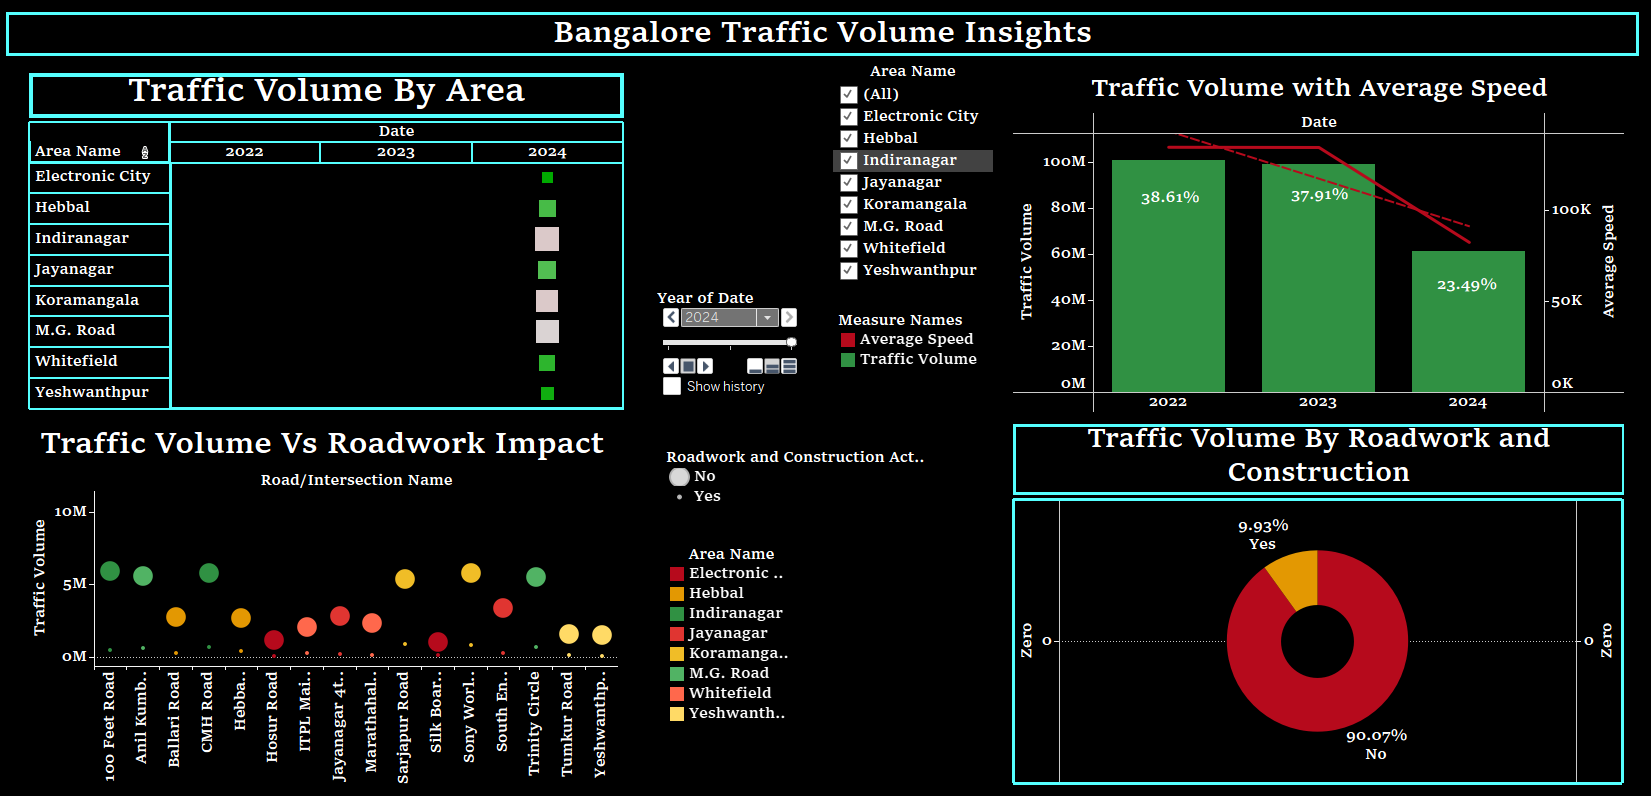 Bangalore Traffic Volume Insights
Traffic Volume By Area
Date
Area Name
2022 2023 2024
Electronic City
Hebbal
Indiranagar
Jayanagar
Koramangala
M.G. Road
Whitefield
Yeshwanthpur
Year of Date
2024
Show history
Area Name
(All)
Electronic City
Hebbal
Indiranagar
Jayanagar
Koramangala
M.G. Road
Whitefield
Yeshwanthpur
Measure Names
Average Speed
Traffic Volume
Traffic Volume with Average Speed
Date
Traffic Volume
100M
80M
60M
40M
20M
0M
38.61%
37.91%
23.49%
100K
50K
0K
Average Speed
2022 2023 2024
Traffic Volume Vs Roadwork Impact
Road/Intersection Name
Traffic Volume
10M
5M
0M
100 Feet Road
Anil Kumb..
Ballari Road
CMH Road
Hebba..
Hosur Road
ITPL Mai..
Jayanagar 4t..
Marathahal..
Sarjapur Road
Silk Boar..
Sony Worl..
South En..
Trinity Circle
Tumkur Road
Yeshwanthp..
Roadwork and Construction Act..
No
Yes
Area Name
Electronic ..
Hebbal
Indiranagar
Jayanagar
Koramanga..
M.G. Road
Whitefield
Yeshwanth..
Traffic Volume By Roadwork and
Construction
Zero
0
9.93%
Yes
90.07%
No
0
Zero